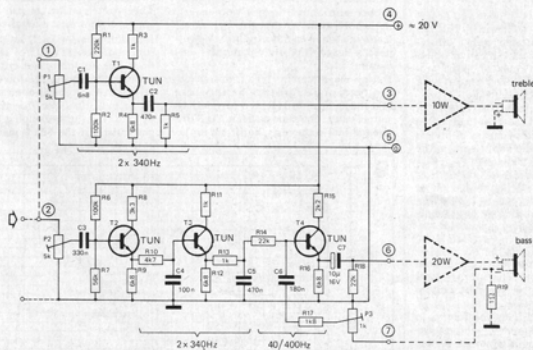 4
≈ 20 V
1
R1
220k
R3
1k
T1
TUN
P1
5k
C1
6n8
C2
470n
R2
100k
R4
6k8
R5
1k
3
10W
treble
5
2x 340Hz
2
P2
5k
C3
330n
R6
100k
R8
3k3
T2
TUN
R7
56k
R9
6k8
R10
4k7
C4
100n
R11
1k
T3
TUN
R12
6k8
R13
1k
C5
470n
R14
22k
R15
2k2
T4
TUN
C6
180n
R16
6k8
C7
10µ
16V
R18
22k
R17
1k8
P3
1k
6
20W
bass
R19
7
2x 340Hz
40/400Hz